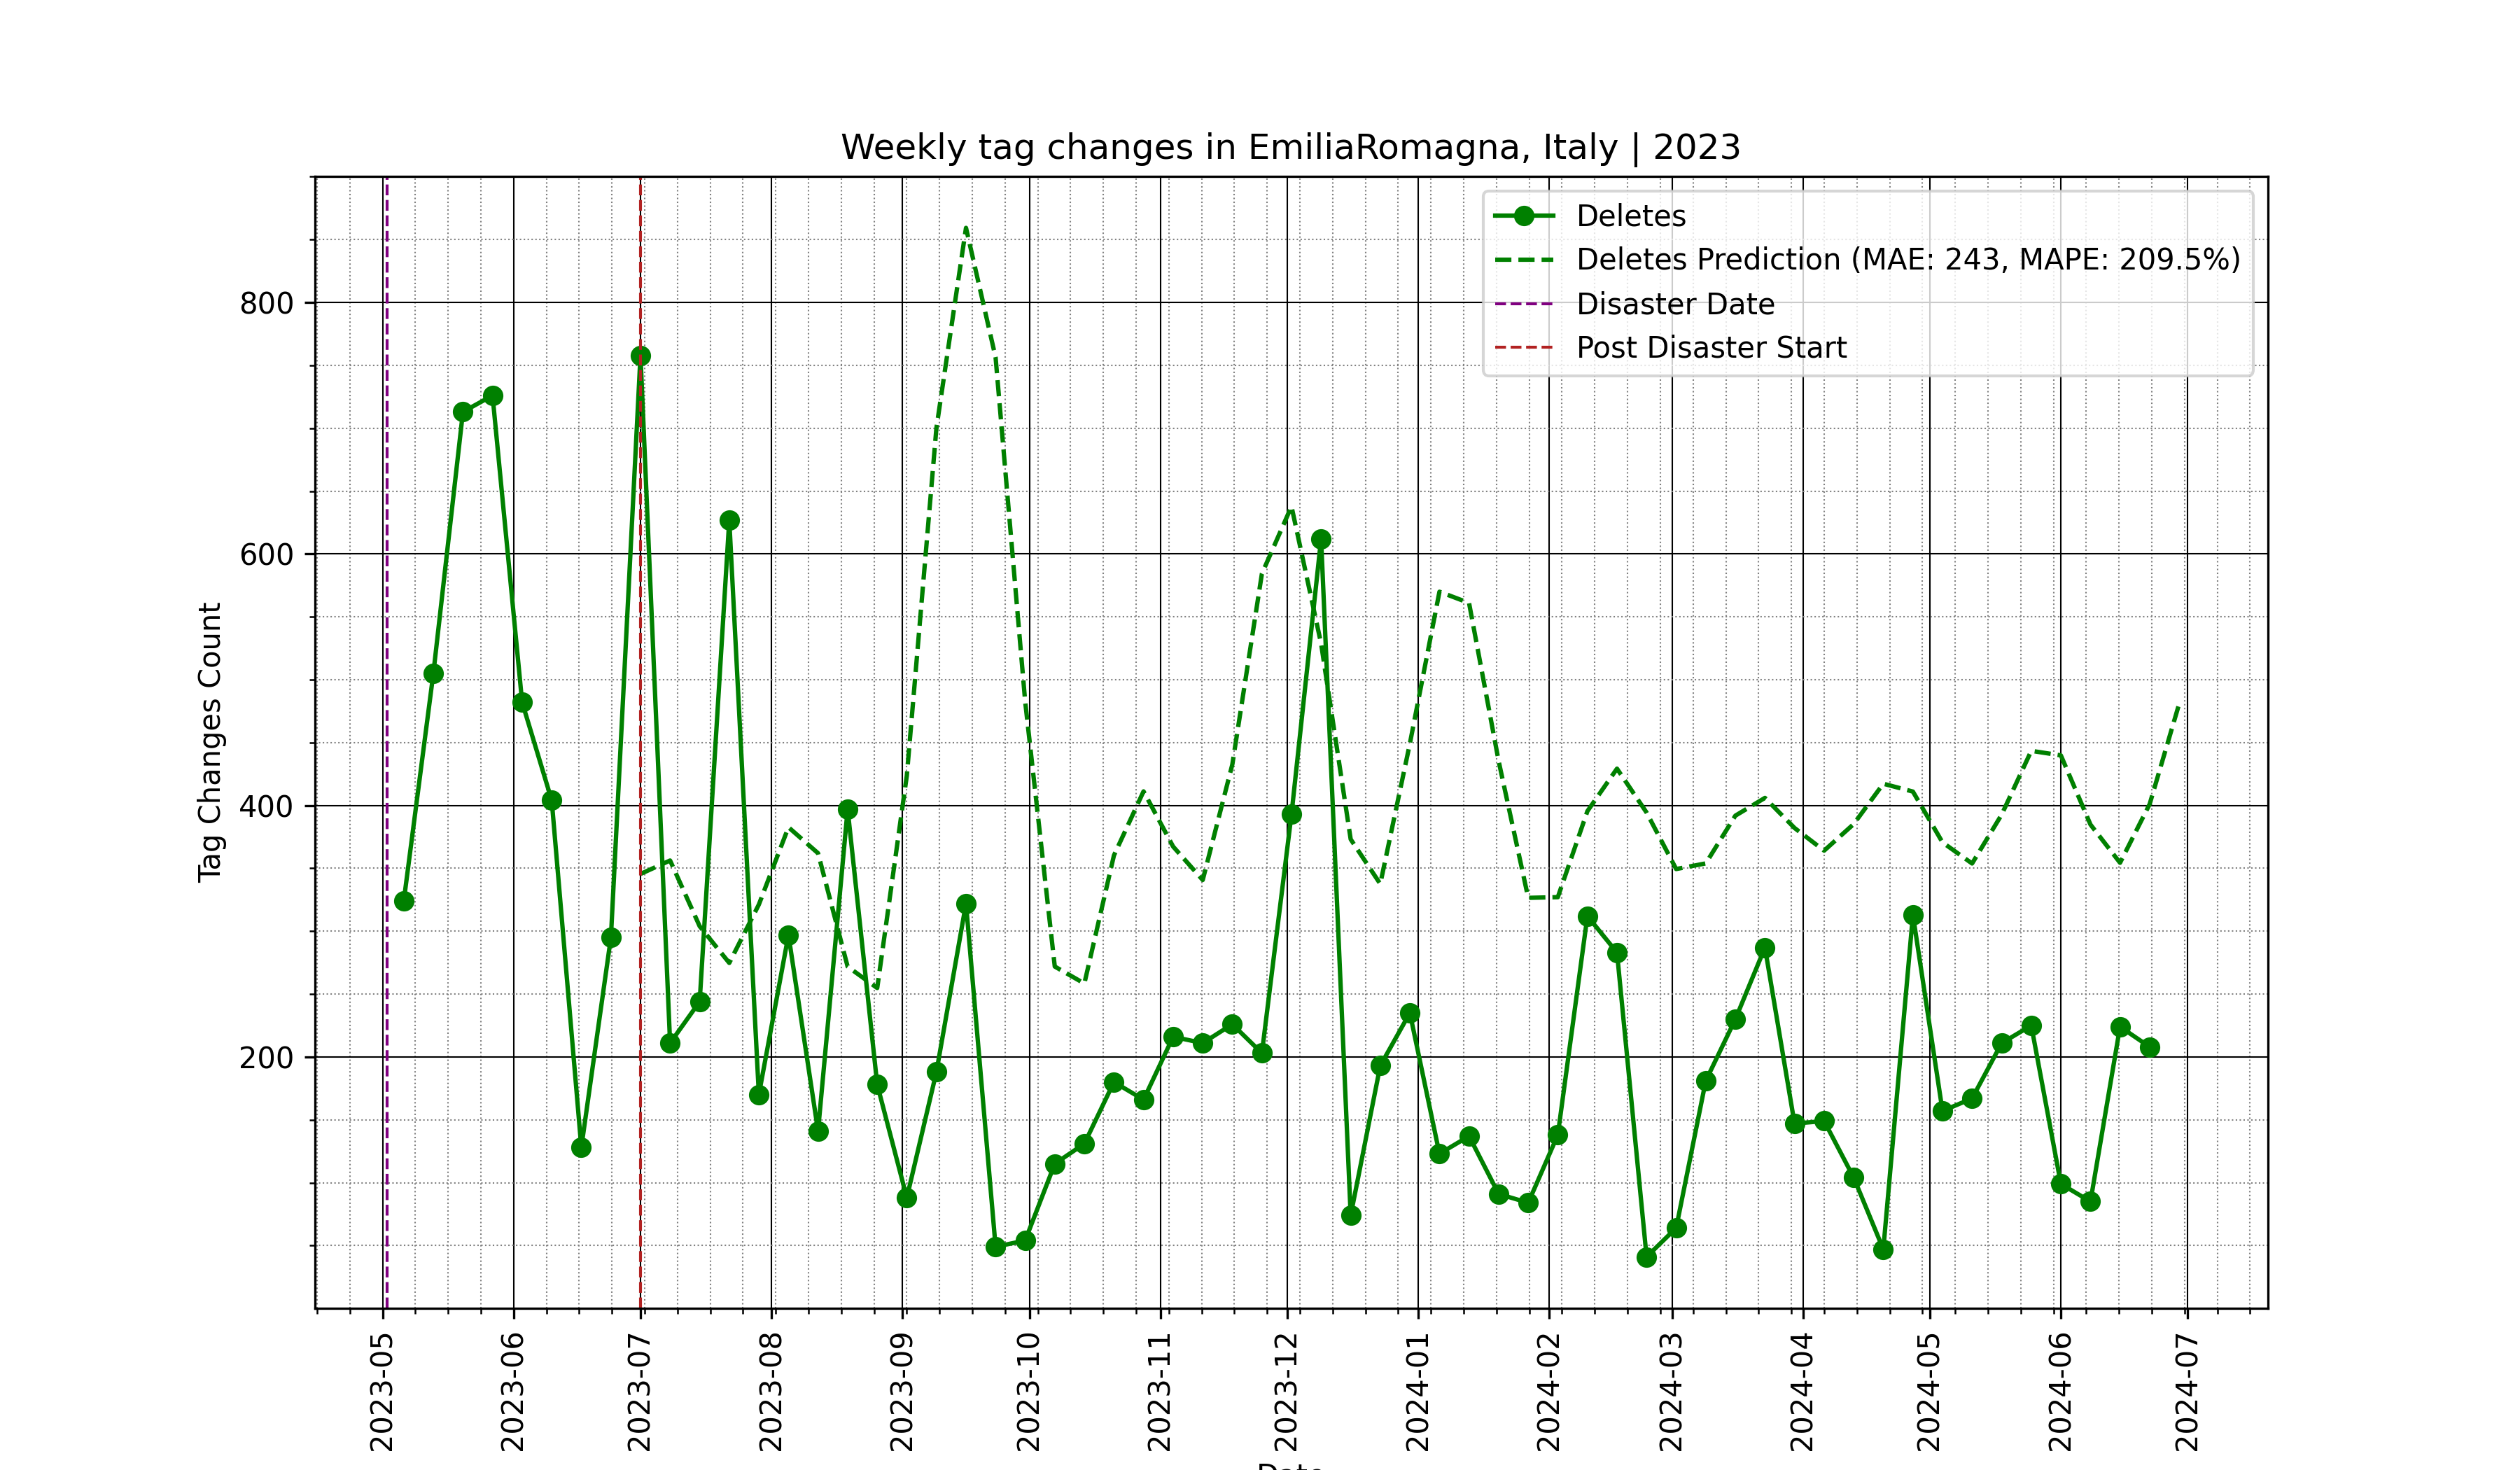 Weekly tag changes in EmiliaRomagna, Italy | 2023
Deletes
Deletes Prediction (MAE: 243, MAPE: 209.5%)
Disaster Date
Post Disaster Start
Tag Changes Count
800
600
400
200
2023-05
2023-06
2023-07
2023-08
2023-09
2023-10
2023-11
2023-12
2024-01
2024-02
2024-03
2024-04
2024-05
2024-06
2024-07
Date